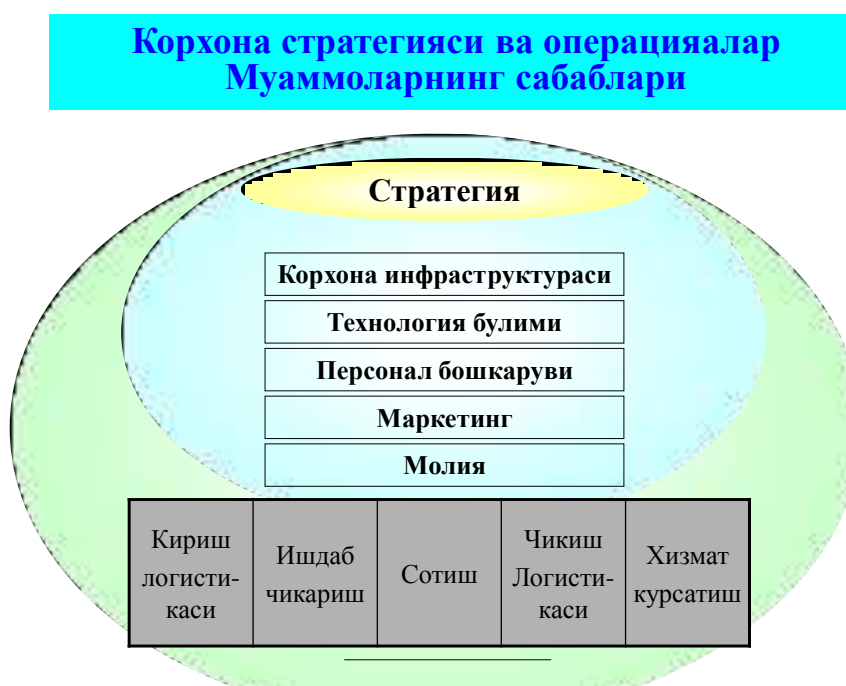 Корхона стратегияси ва операцияалар
Муаммоларнинг сабаблари
Стратегия
Корхона инфраструктураси
Технология булими
Персонал бошкаруви
Маркетинг
Молия
Кириш
логисти-
каси
Ишдаб
чикариш
Сотиш
Чикиш
Логисти-
каси
Хизмат
курсатиш